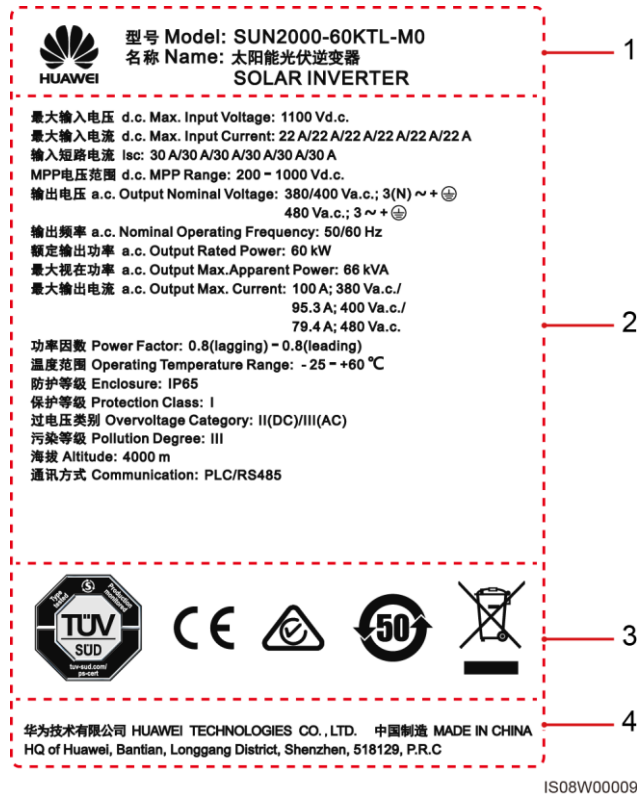 HUAWEI
型号 Model: SUN2000-60KTL-M0
名称 Name: 太阳能光伏逆变器
SOLAR INVERTER
1
最大输入电压 d.c. Max. Input Voltage: 1100 Vd.c.
最大输入电流 d.c. Max. Input Current: 22 A/22 A/22 A/22 A/22 A/22 A
输入短路电流 Isc: 30 A/30 A/30 A/30 A/30 A/30 A
MPP电压范围 d.c. MPP Range: 200 - 1000 Vd.c.
输出电压 a.c. Output Nominal Voltage: 380/400 Va.c.; 3(N) ~ + ⏚
480 Va.c.; 3 ~ + ⏚
输出频率 a.c. Nominal Operating Frequency: 50/60 Hz
额定输出功率 a.c. Output Rated Power: 60 kW
最大视在功率 a.c. Output Max.Apparent Power: 66 kVA
最大输出电流 a.c. Output Max. Current: 100 A; 380 Va.c./
95.3 A; 400 Va.c./
79.4 A; 480 Va.c.
功率因数 Power Factor: 0.8(lagging) - 0.8(leading)
温度范围 Operating Temperature Range: - 25 - +60 ℃
防护等级 Enclosure: IP65
保护等级 Protection Class: I
过电压类别 Overvoltage Category: II(DC)/III(AC)
污染等级 Pollution Degree: III
海拔 Altitude: 4000 m
通讯方式 Communication: PLC/RS485
2
Type tested
Production monitored
TÜV
SÜD
tuv-sud.com/
ps-cert
CE
50
3
华为技术有限公司 HUAWEI TECHNOLOGIES CO., LTD. 中国制造 MADE IN CHINA
HQ of Huawei, Bantian, Longgang District, Shenzhen, 518129, P.R.C
4
IS08W00009